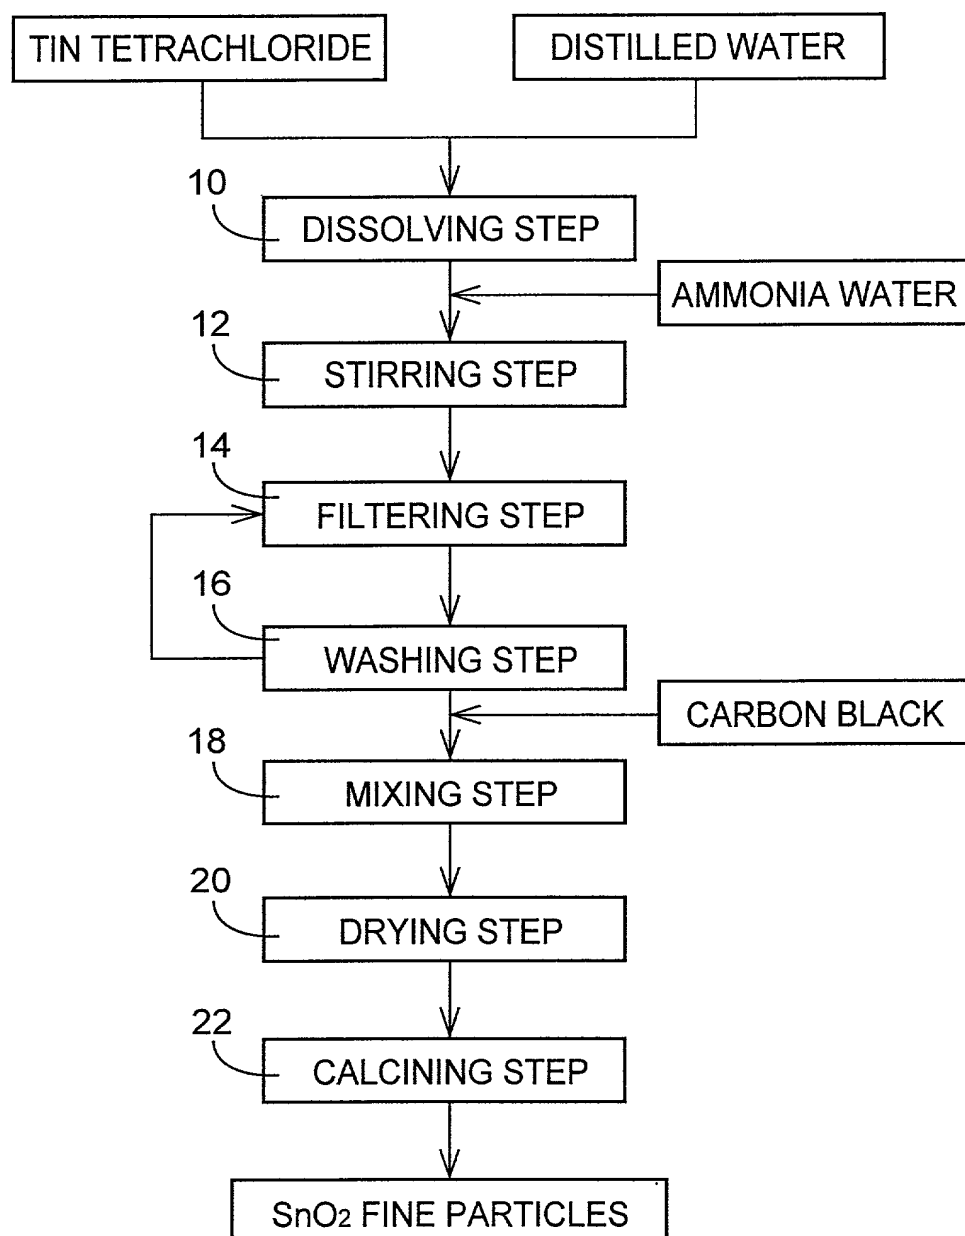 TIN TETRACHLORIDE
DISTILLED WATER
10
DISSOLVING STEP
AMMONIA WATER
12
STIRRING STEP
14
FILTERING STEP
16
WASHING STEP
CARBON BLACK
18
MIXING STEP
20
DRYING STEP
22
CALCINING STEP
SnO₂ FINE PARTICLES